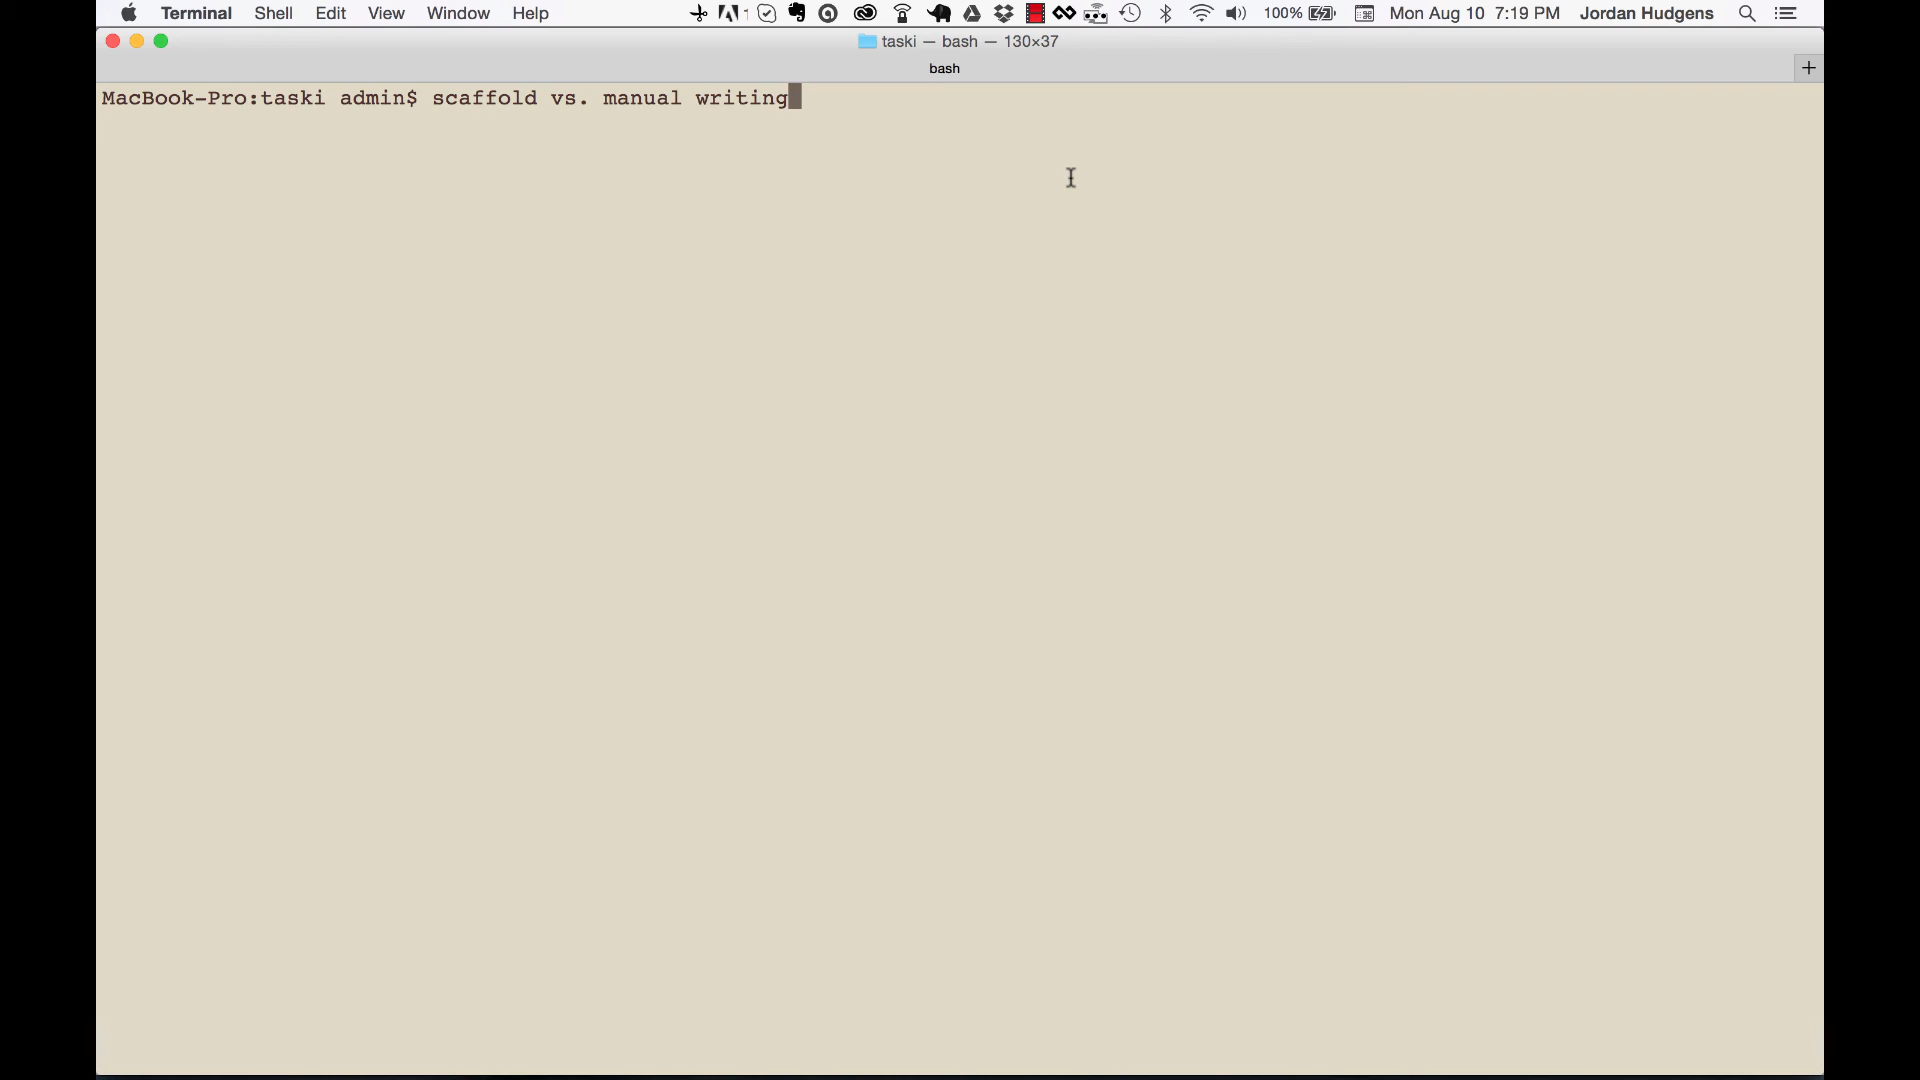 Terminal Shell Edit View Window Help 1 100% Mon Aug 10 7:19 PM Jordan Hudgens
taski — bash — 130×37
bash
MacBook-Pro:taski admin$ scaffold vs. manual writing